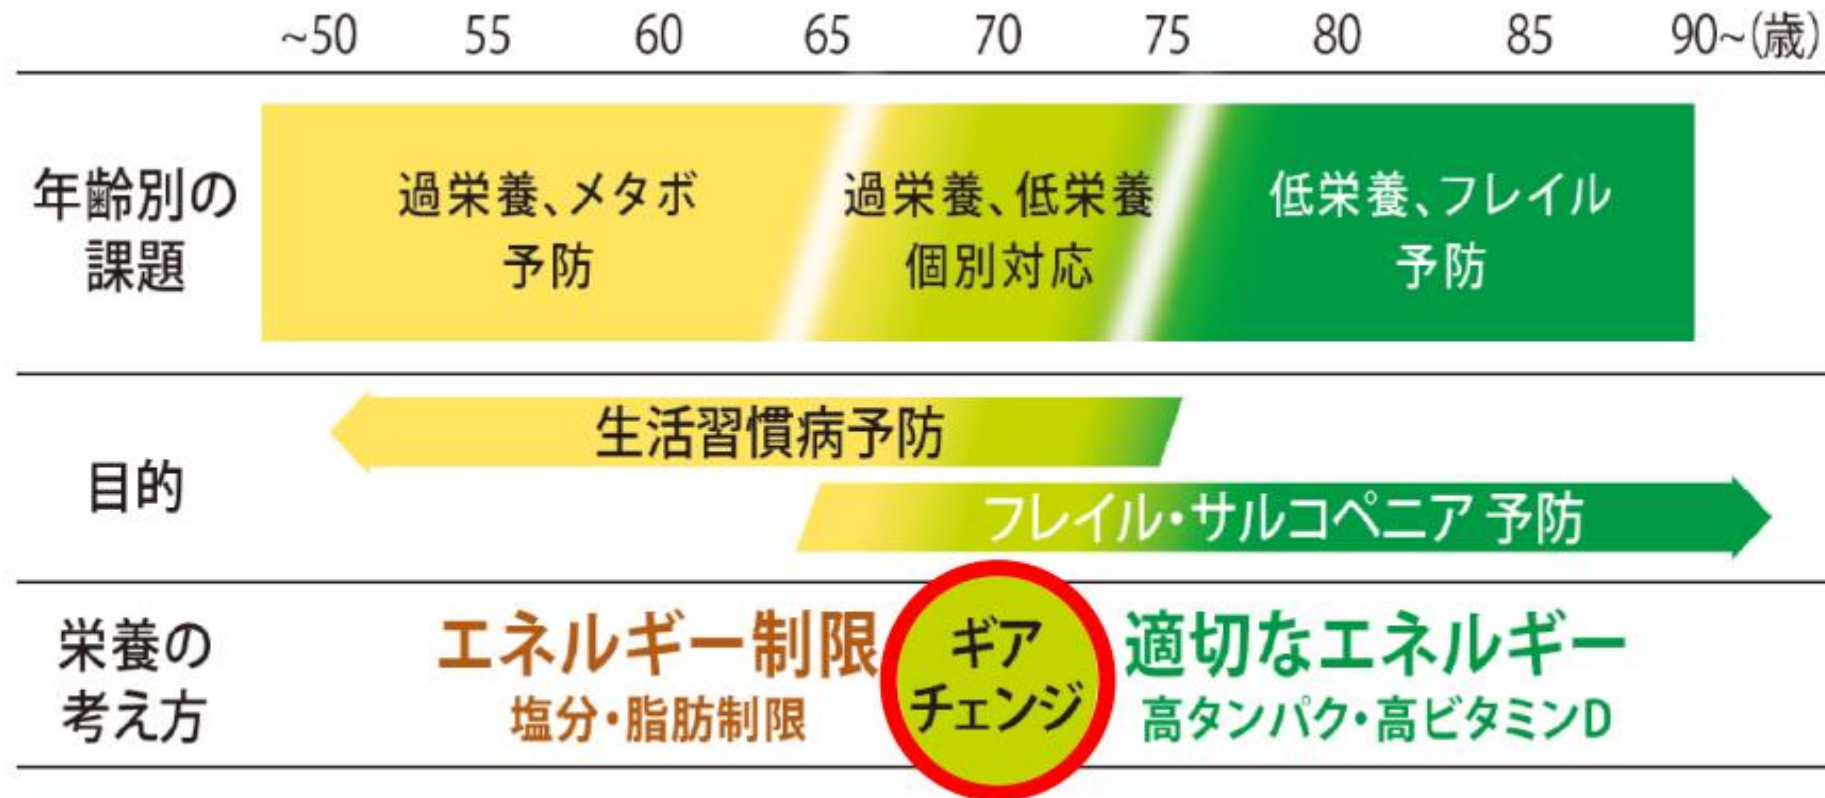 ~50 55 60 65 70 75 80 85 90~(歳)
年齢別の
課題
過栄養、メタボ
予防
過栄養、低栄養
個別対応
低栄養、フレイル
予防
目的
生活習慣病予防
フレイル・サルコペニア 予防
栄養の
考え方
エネルギー制限
塩分・脂肪制限
ギア
チェンジ
適切なエネルギー
高タンパク・高ビタミンD